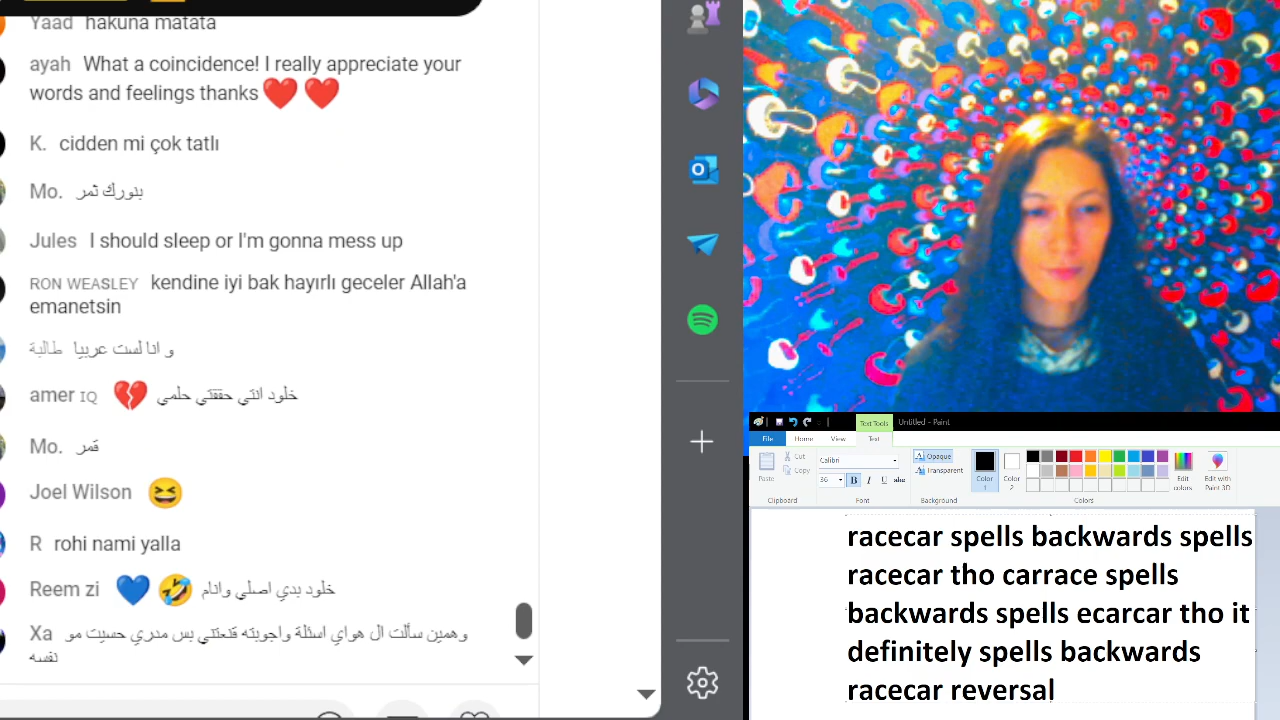 Yaad hakuna matata
ayah What a coincidence! I really appreciate your
words and feelings thanks❤️ ❤️
K. cidden mi çok tatlı
Mo. بنورك ثمر
Jules I should sleep or I'm gonna mess up
RON WEASLEY kendine iyi bak hayırlı geceler Allah'a
emanetsin
طالبة و انا لست عربيا
amer IQ 💔 خلود انتي حققتي حلمي
Mo. قمر
Joel Wilson 😆
R rohi nami yalla
Reem zi 💙 🤣 خلود بدي اصلي وانام
Xa وهمين سألت ال هواي اسئلة واجوبته قنعتني بس مدري حسيت مو
نفسه
Untitled - Paint
Text Tools
File Home View Text
Paste
Cut
Copy
Clipboard
Calibri
36 B I U abc
Font
Opaque
Transparent
Background
Color
1
Color
2
Colors
Edit
colors
Edit with
Paint 3D
racecar spells backwards spells
racecar tho carrace spells
backwards spells ecarcar tho it
definitely spells backwards
racecar reversal